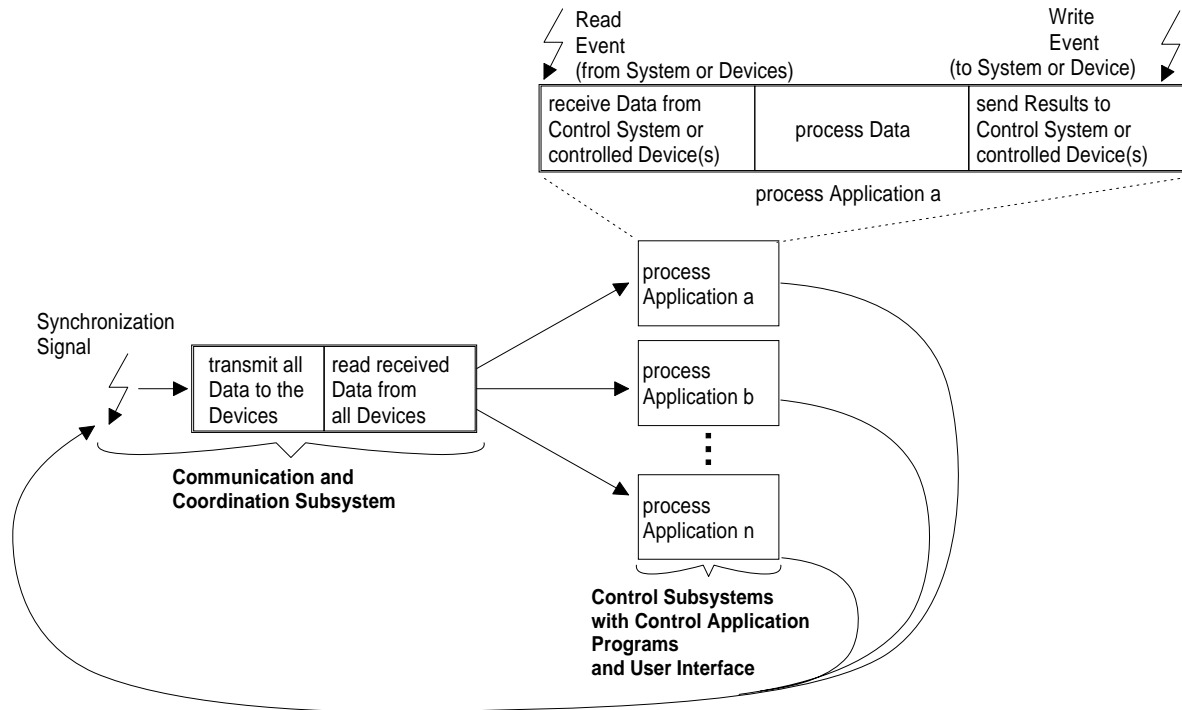 Read
Event
(from System or Devices)
Write
Event
(to System or Device)
receive Data from
Control System or
controlled Device(s)
process Data
send Results to
Control System or
controlled Device(s)
process Application a
process
Application a
Synchronization
Signal
transmit all
Data to the
Devices
read received
Data from
all Devices
process
Application b
Communication and
Coordination Subsystem
process
Application n
Control Subsystems
with Control Application
Programs
and User Interface